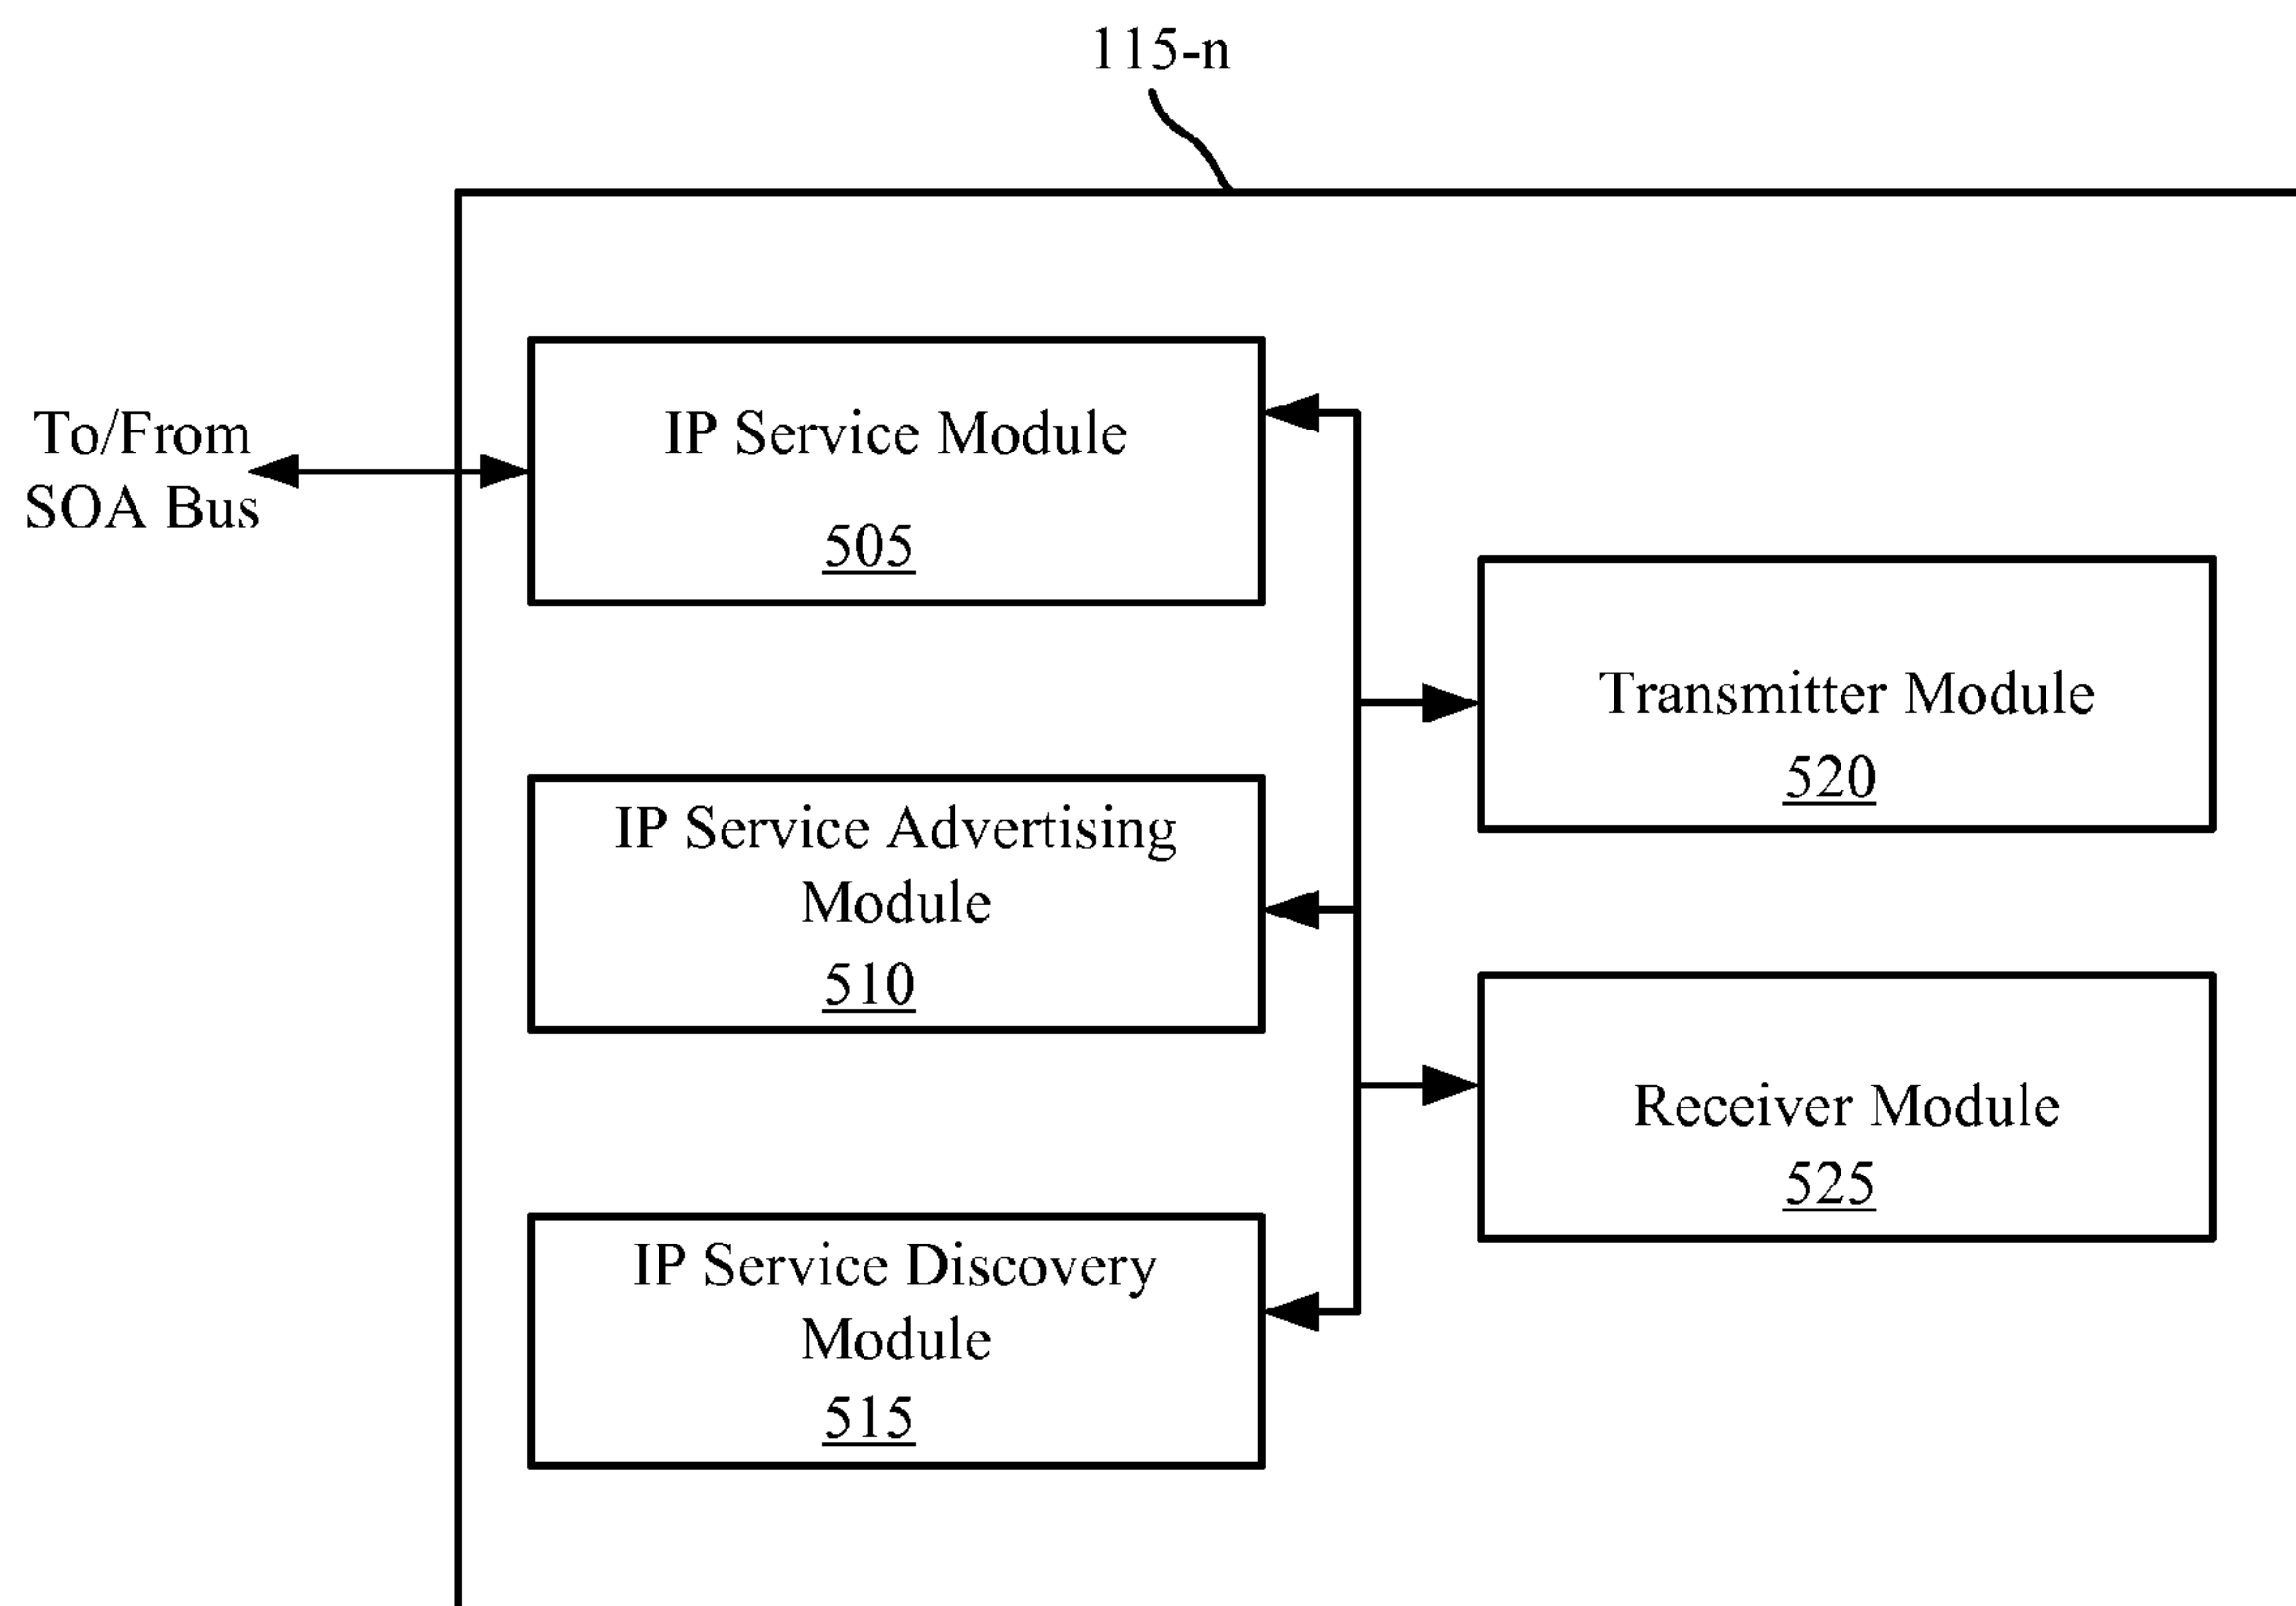 115-n
To/From
SOA Bus
IP Service Module
505
Transmitter Module
520
IP Service Advertising
Module
510
Receiver Module
525
IP Service Discovery
Module
515